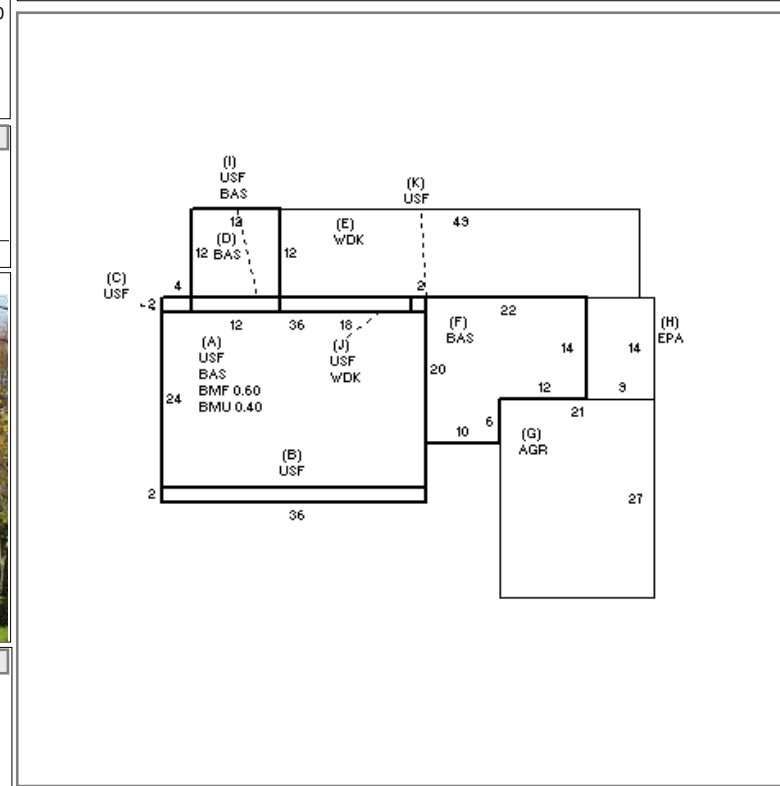 (I)
USF
BAS
(K)
USF
12
49
(E)
WDK
(D)
12 BAS
12
(C)
USF
4
2
2
12
36
18
22
(F)
BAS
(H)
EPA
14
14
(A)
USF
BAS
BMF 0.60
BMU 0.40
(J)
USF
WDK
20
24
12
9
21
6
10
(G)
AGR
(B)
USF
2
27
36